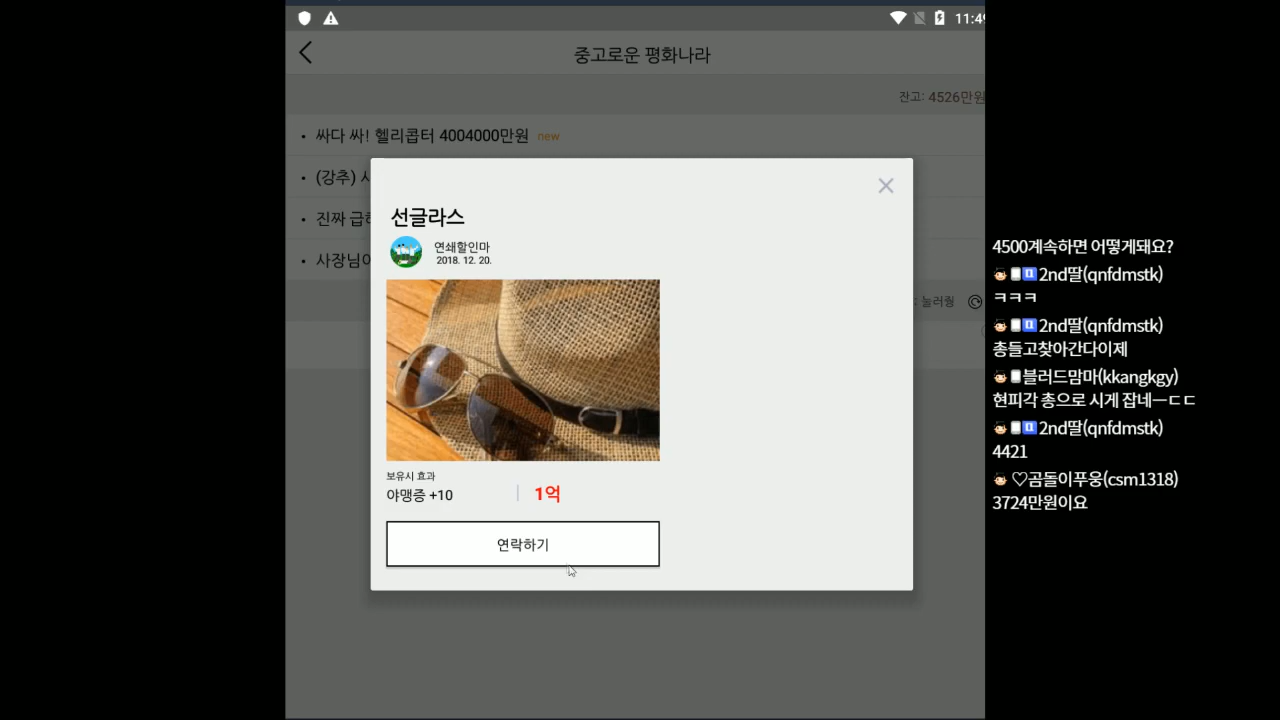 11:49
중고로운 평화나라
잔고: 4526만원
• 싸다 싸! 헬리콥터 4004000만원 new
• (강추)
• 진짜 급
• 사장님
선글라스
연쇄할인마
2018. 12. 20.
보유시 효과
야맹증 +10
1억
연락하기
: 눌러줭
4500계속하면 어떻게돼요?
2nd딸(qnfdmstk)
ㅋㅋㅋ
2nd딸(qnfdmstk)
총들고찾아간다이제
블러드맘마(kkangkgy)
현피각 총으로 시게 잡네ㅡㄷㄷ
2nd딸(qnfdmstk)
4421
♡곰돌이푸웅(csm1318)
3724만원이요